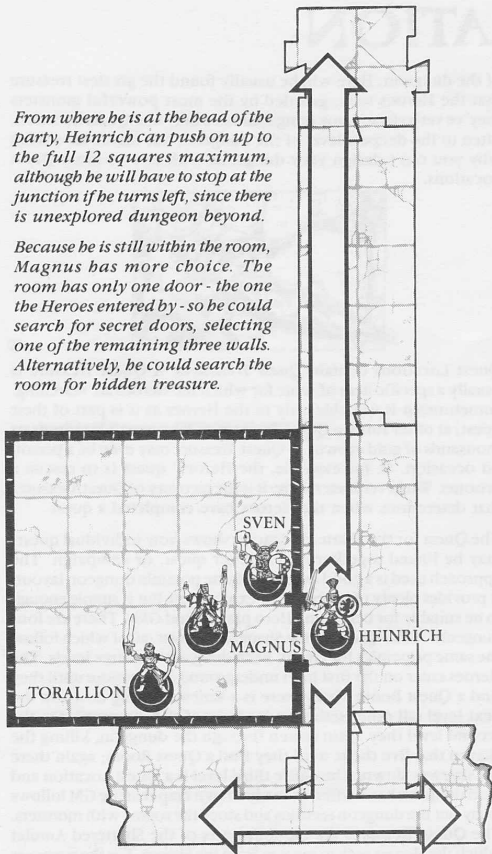 From where he is at the head of the
party, Heinrich can push on up to
the full 12 squares maximum,
although he will have to stop at the
junction if he turns left, since there
is unexplored dungeon beyond.
Because he is still within the room,
Magnus has more choice. The
room has only one door - the one
the Heroes entered by - so he could
search for secret doors, selecting
one of the remaining three walls.
Alternatively, he could search the
room for hidden treasure.
SVEN
HEINRICH
MAGNUS
TORALLION